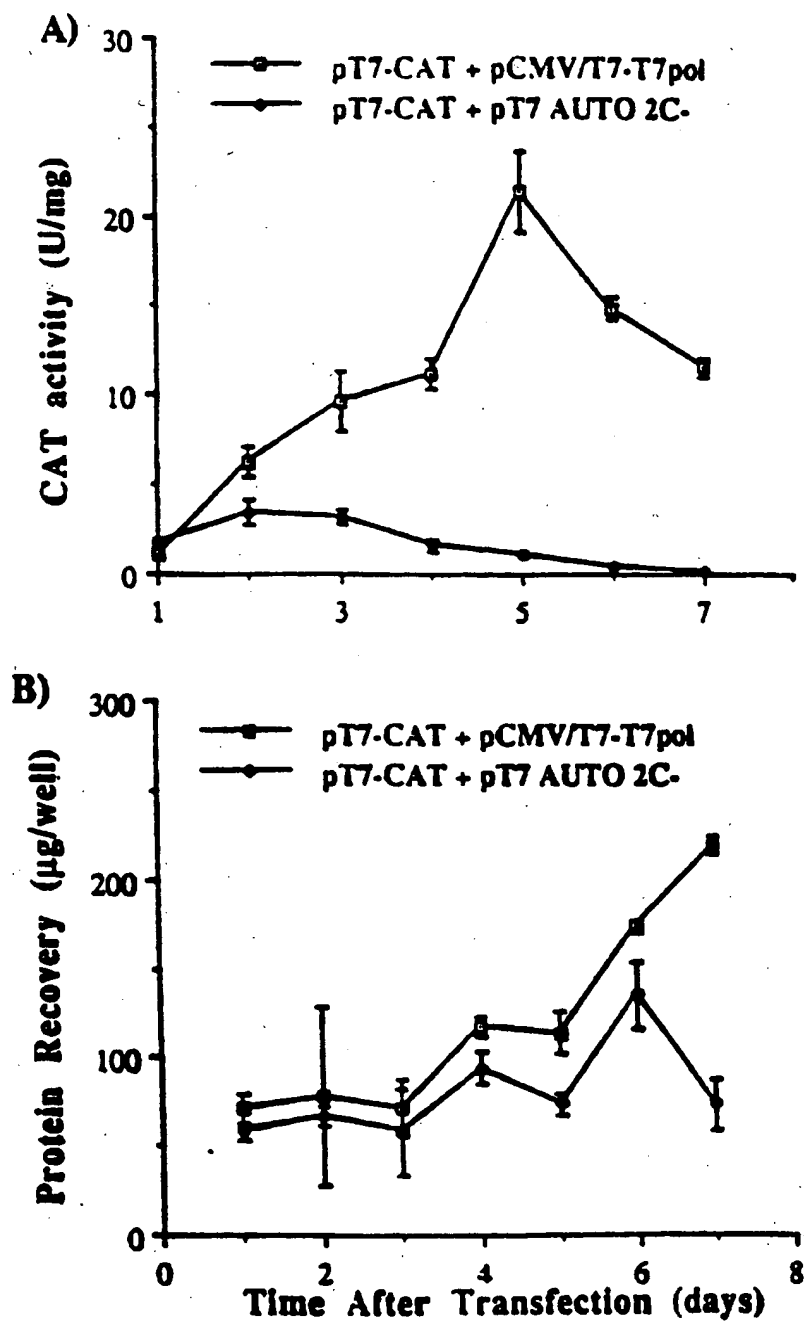 A)
30
pT7-CAT + pCMV/T7-T7pol
pT7-CAT + pT7 AUTO 2C-
20
CAT activity (U/mg)
10
0
1 3 5 7
B)
300
pT7-CAT + pCMV/T7-T7pol
pT7-CAT + pT7 AUTO 2C-
200
Protein Recovery (µg/well)
100
0
0 2 4 6 8
Time After Transfection (days)